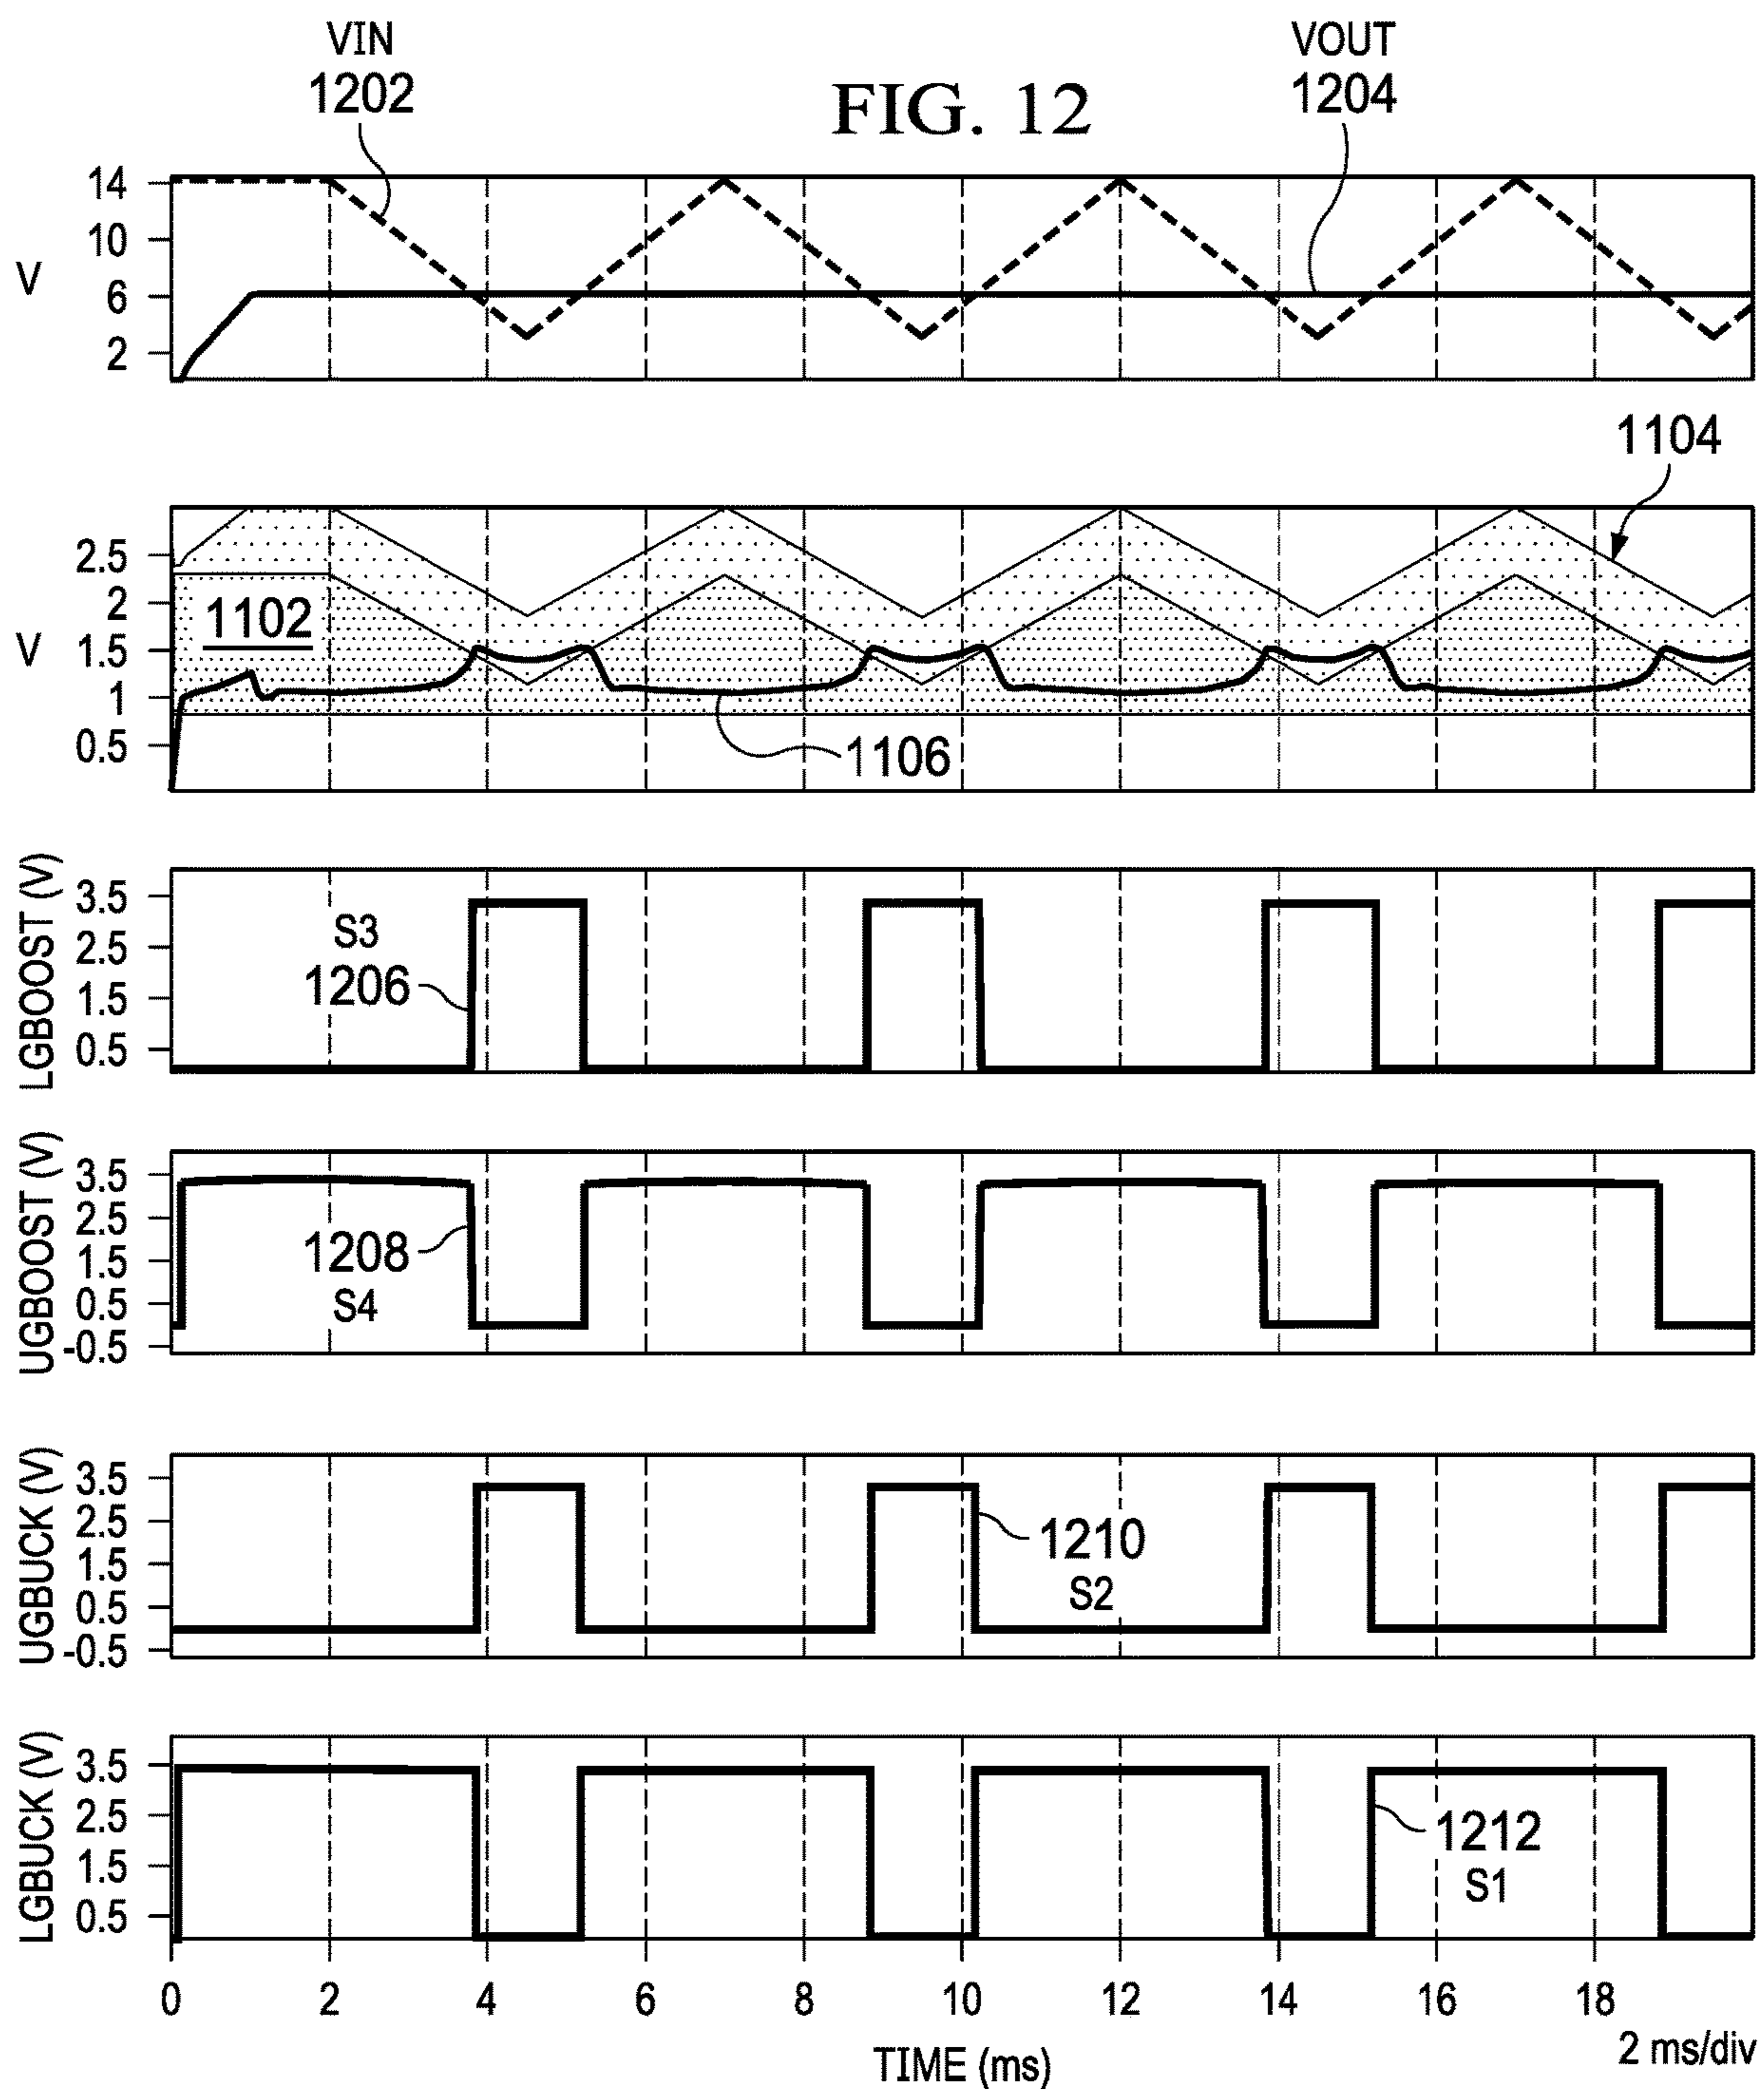 VIN
1202
FIG. 12
VOUT
1204
14
10
6
2
V
1104
2.5
2
1.5
1
0.5
V
1102
1106
LGBOOST (V)
3.5
2.5
1.5
0.5
S3
1206
UGBOOST (V)
3.5
2.5
1.5
0.5
-0.5
1208
S4
UGBUCK (V)
3.5
2.5
1.5
0.5
-0.5
1210
S2
LGBUCK (V)
3.5
2.5
1.5
0.5
1212
S1
0 2 4 6 8 10 12 14 16 18
TIME (ms)
2 ms/div